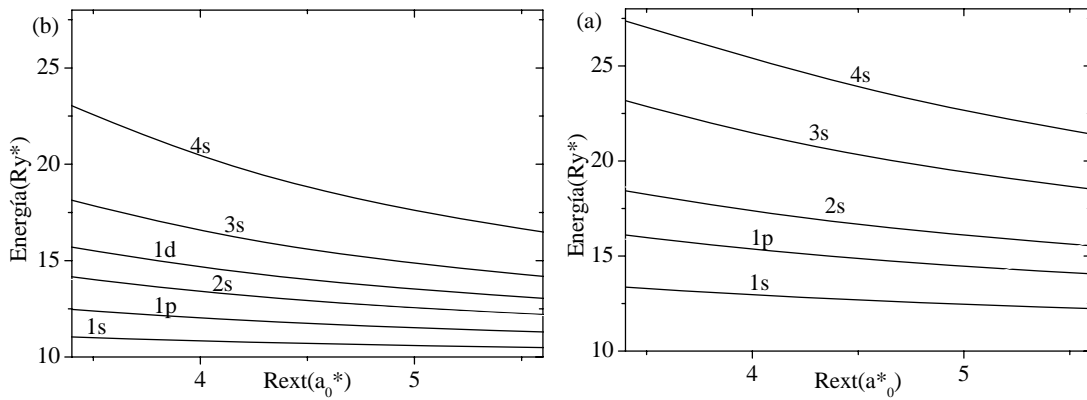 (b)
25
20
15
10
Energía(Ry*)
4s
3s
1d
2s
1p
1s
4
5
Rext(a0*)
(a)
25
20
15
10
Energía(Ry*)
4s
3s
2s
1p
1s
4
5
Rext(a*0)